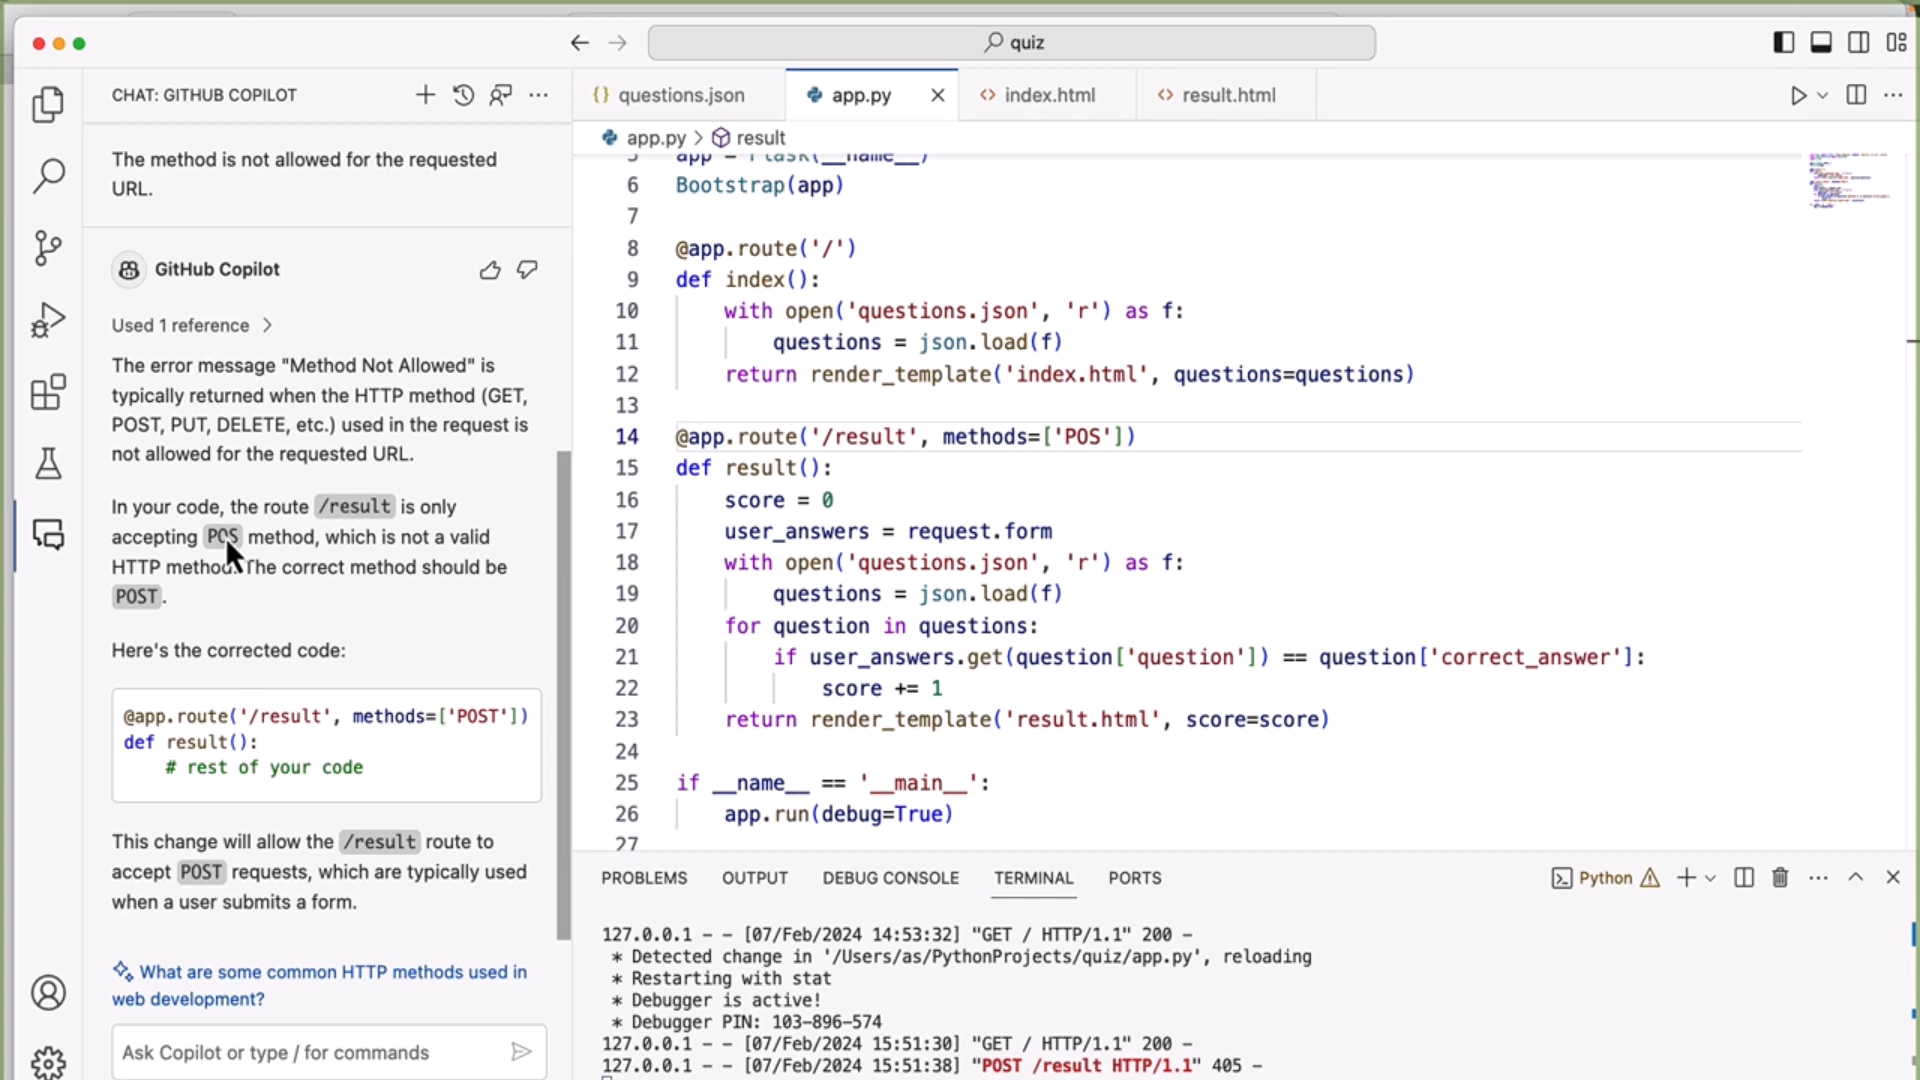 quiz
CHAT: GITHUB COPILOT
The method is not allowed for the requested
URL.
GitHub Copilot
Used 1 reference
The error message "Method Not Allowed" is
typically returned when the HTTP method (GET,
POST, PUT, DELETE, etc.) used in the request is
not allowed for the requested URL.
In your code, the route /result is only
accepting POS method, which is not a valid
HTTP method. The correct method should be
POST.
Here's the corrected code:
@app.route('/result', methods=['POST'])
def result():
    # rest of your code
This change will allow the /result route to
accept POST requests, which are typically used
when a user submits a form.
What are some common HTTP methods used in
web development?
Ask Copilot or type / for commands
{} questions.json
app.py
<> index.html
<> result.html
app.py > result
5 app = Flask(__name__)
6 Bootstrap(app)
7
8 @app.route('/')
9 def index():
10     with open('questions.json', 'r') as f:
11         questions = json.load(f)
12     return render_template('index.html', questions=questions)
13
14 @app.route('/result', methods=['POS'])
15 def result():
16     score = 0
17     user_answers = request.form
18     with open('questions.json', 'r') as f:
19         questions = json.load(f)
20     for question in questions:
21         if user_answers.get(question['question']) == question['correct_answer']:
22             score += 1
23     return render_template('result.html', score=score)
24
25 if __name__ == '__main__':
26     app.run(debug=True)
27
PROBLEMS OUTPUT DEBUG CONSOLE TERMINAL PORTS
Python
127.0.0.1 - - [07/Feb/2024 14:53:32] "GET / HTTP/1.1" 200 -
 * Detected change in '/Users/as/PythonProjects/quiz/app.py', reloading
 * Restarting with stat
 * Debugger is active!
 * Debugger PIN: 103-896-574
127.0.0.1 - - [07/Feb/2024 15:51:30] "GET / HTTP/1.1" 200 -
127.0.0.1 - - [07/Feb/2024 15:51:38] "POST /result HTTP/1.1" 405 -